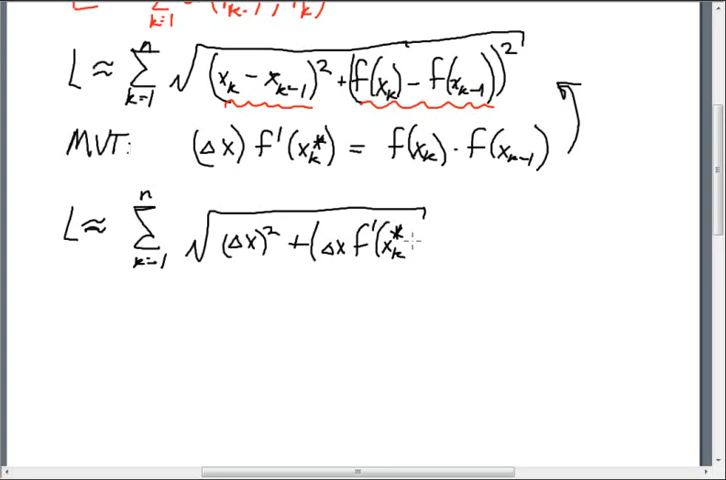 L ≈ Σ_{k=1}^{n} √((x_k - x_{k-1})² + (f(x_k) - f(x_{k-1}))²)
MVT: (Δx) f'(x_k*) = f(x_k) · f(x_{k-1})
L ≈ Σ_{k=1}^{n} √((Δx)² + (Δx f'(x_k*